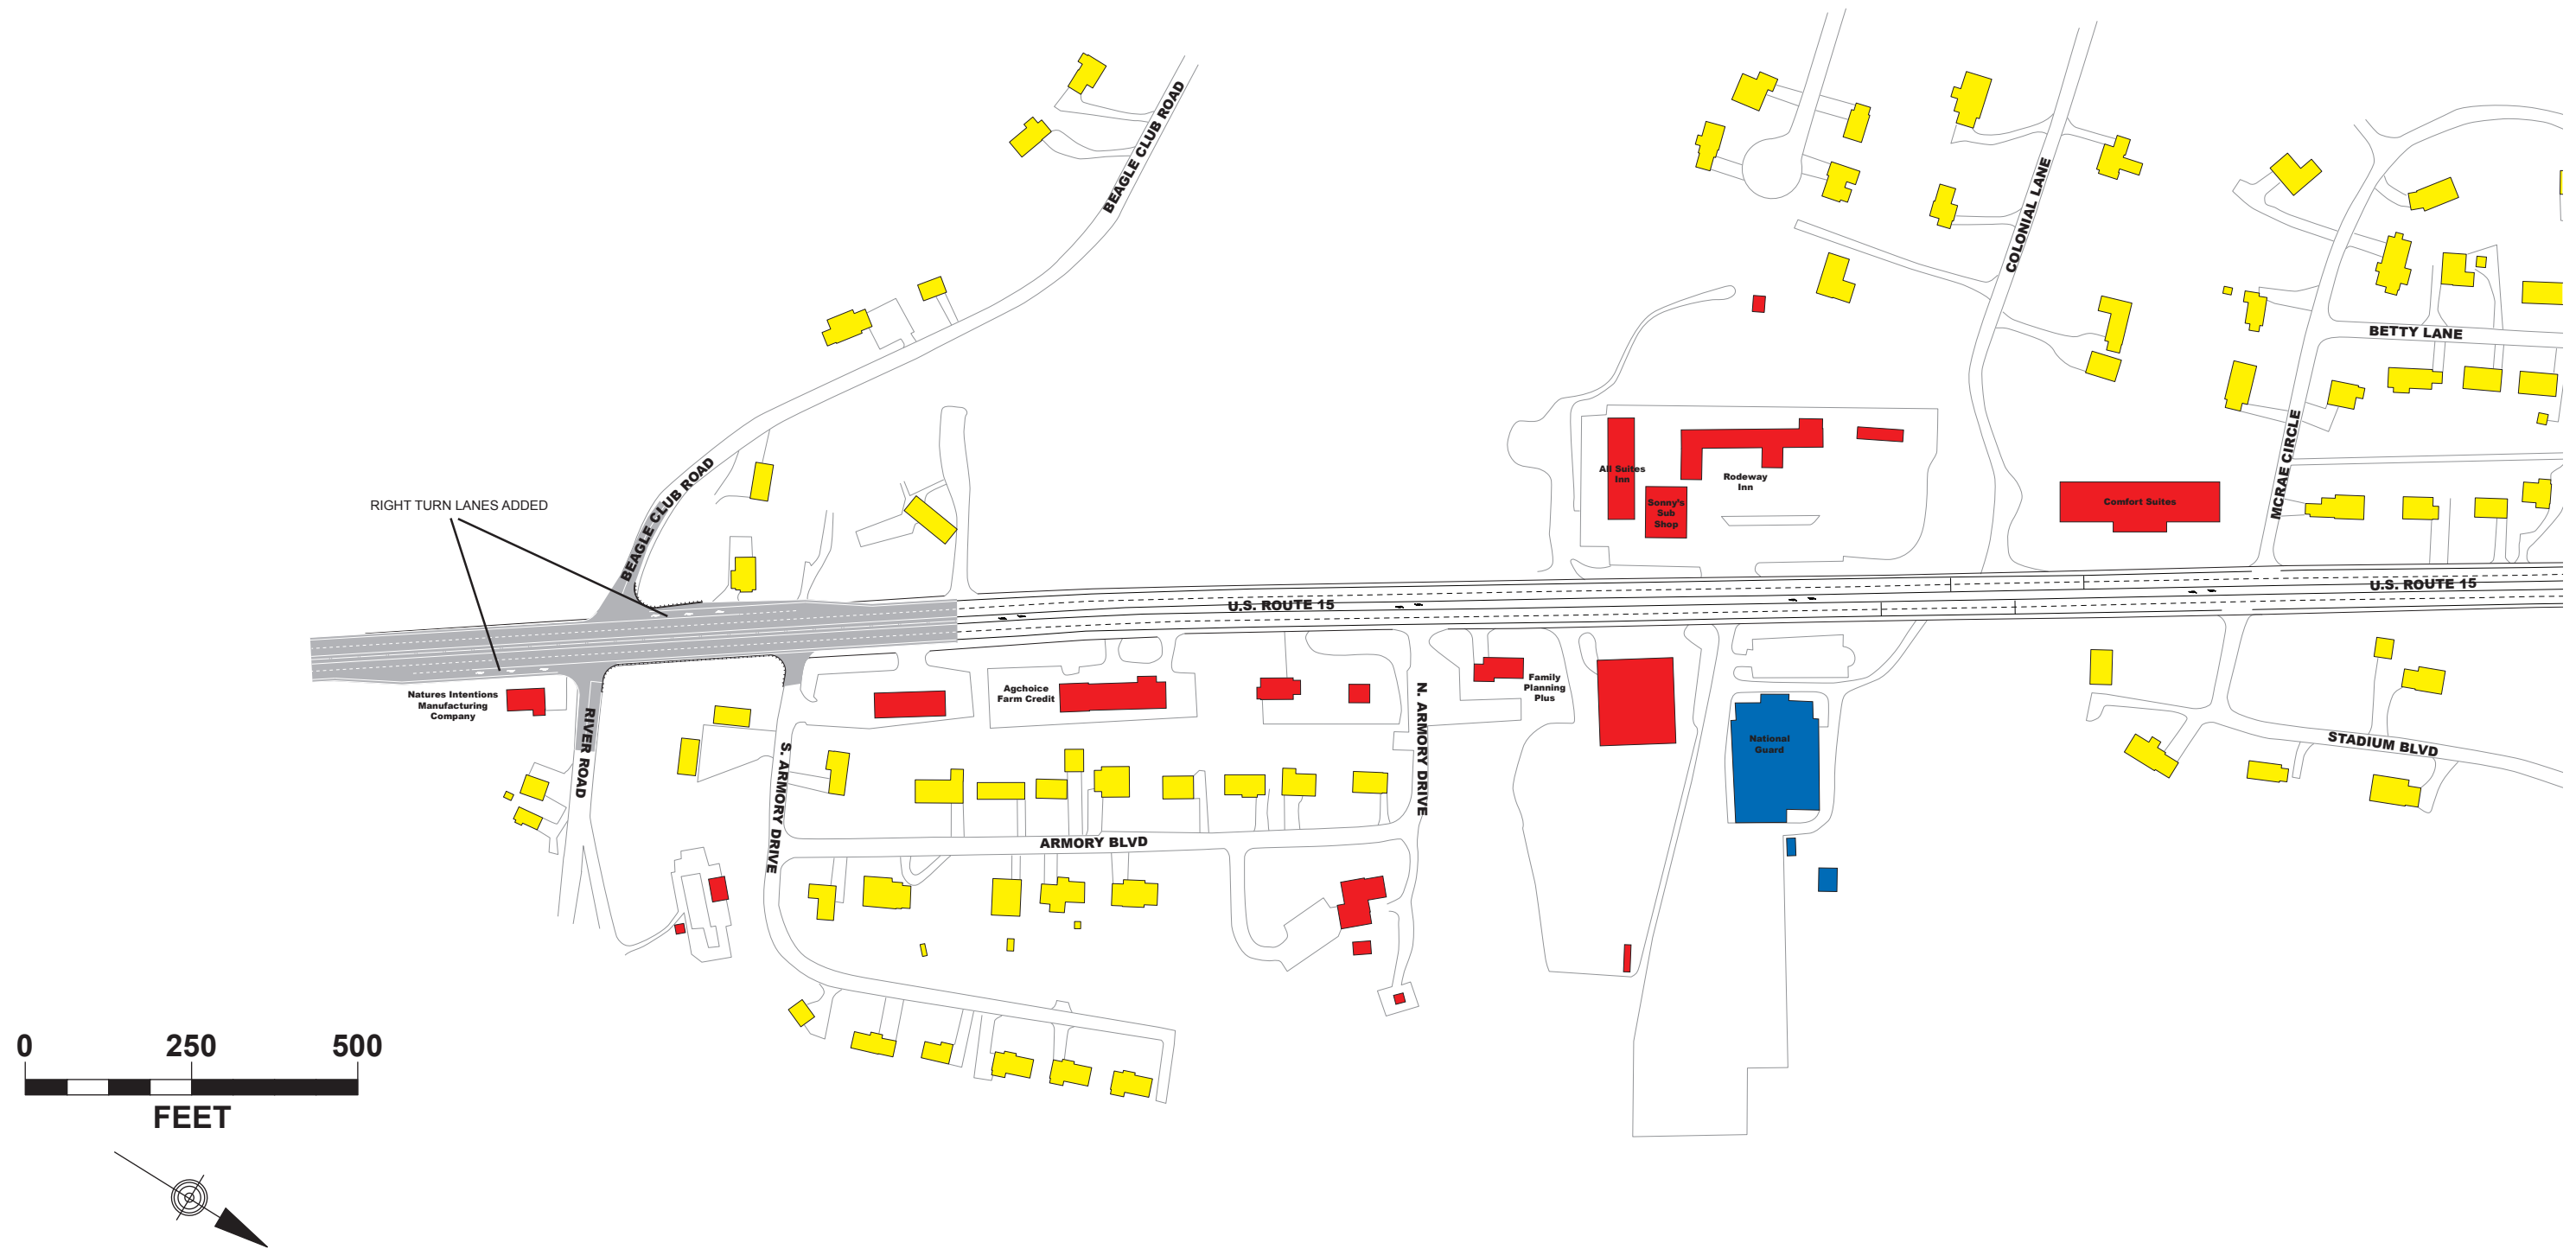 BEAGLE CLUB ROAD
COLONIAL LANE
BETTY LANE
MCRAE CIRCLE
All Suites
Inn
Rodeway
Inn
Sonny's
Sub
Shop
Comfort Suites
RIGHT TURN LANES ADDED
BEAGLE CLUB ROAD
U.S. ROUTE 15
U.S. ROUTE 15
Natures Intentions
Manufacturing
Company
Agchoice
Farm Credit
Family
Planning
Plus
N. ARMORY DRIVE
RIVER ROAD
S. ARMORY DRIVE
National
Guard
STADIUM BLVD
ARMORY BLVD
0 250 500
FEET